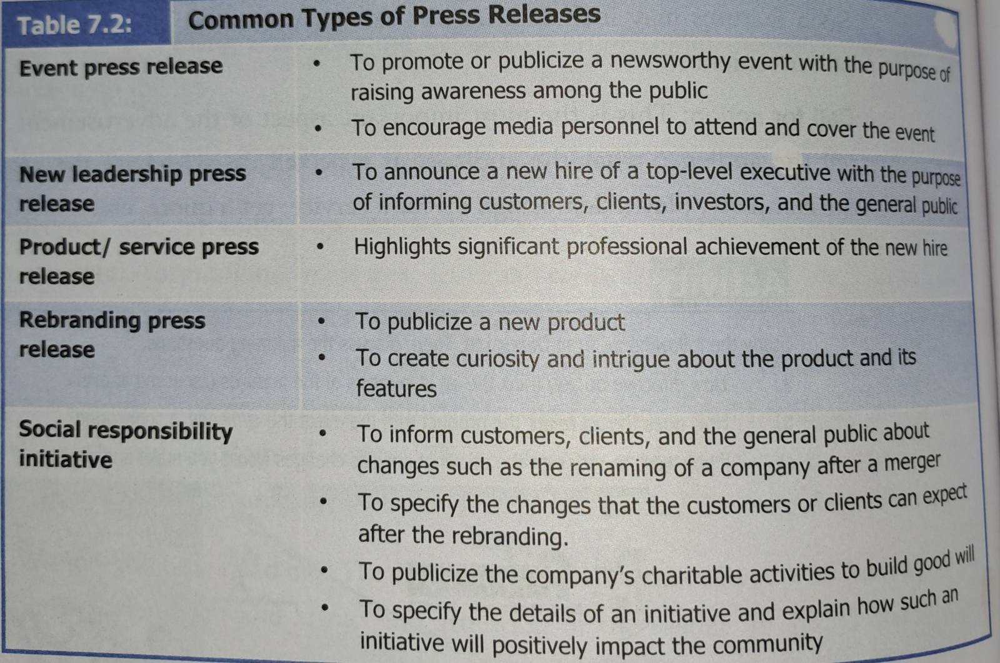 Table 7.2: Common Types of Press Releases
Event press release
• To promote or publicize a newsworthy event with the purpose of
raising awareness among the public
• To encourage media personnel to attend and cover the event
New leadership press
release
• To announce a new hire of a top-level executive with the purpose
of informing customers, clients, investors, and the general public
Product/ service press
release
• Highlights significant professional achievement of the new hire
Rebranding press
release
• To publicize a new product
• To create curiosity and intrigue about the product and its
features
Social responsibility
initiative
• To inform customers, clients, and the general public about
changes such as the renaming of a company after a merger
• To specify the changes that the customers or clients can expect
after the rebranding.
• To publicize the company's charitable activities to build good will
• To specify the details of an initiative and explain how such an
initiative will positively impact the community